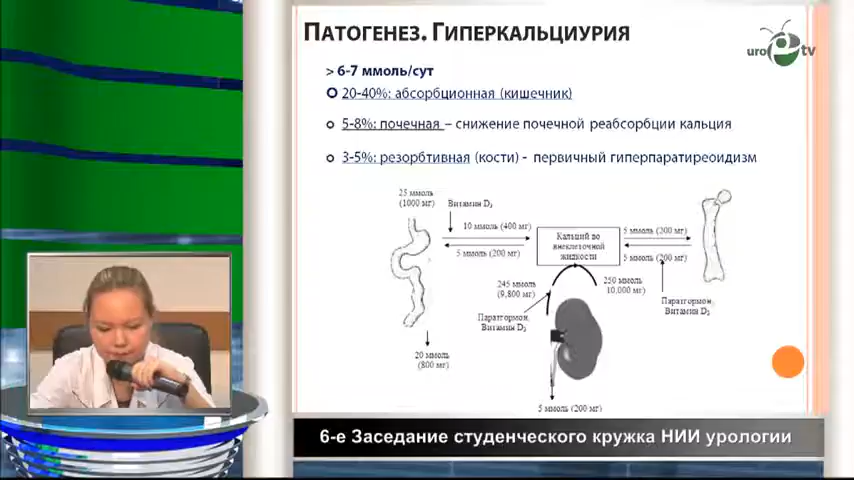 ПАТОГЕНЕЗ. ГИПЕРКАЛЬЦИУРИЯ
uro tv
> 6-7 ммоль/сут
20-40%: абсорбционная (кишечник)
5-8%: почечная – снижение почечной реабсорбции кальция
3-5%: резорбтивная (кости) - первичный гиперпаратиреоидизм
25 ммоль
(1000 мг)
Витамин D₃
10 ммоль (400 мг)
5 ммоль (200 мг)
Кальций во
внеклеточной
жидкости
5 ммоль (200 мг)
5 ммоль (200 мг)
245 ммоль
(9,800 мг)
250 ммоль
10,000 мг)
Паратгормон,
Витамин D₃
Паратгормон,
Витамин D₃
20 ммоль
(800 мг)
5 ммоль (200 мг)
6-е Заседание студенческого кружка НИИ урологии